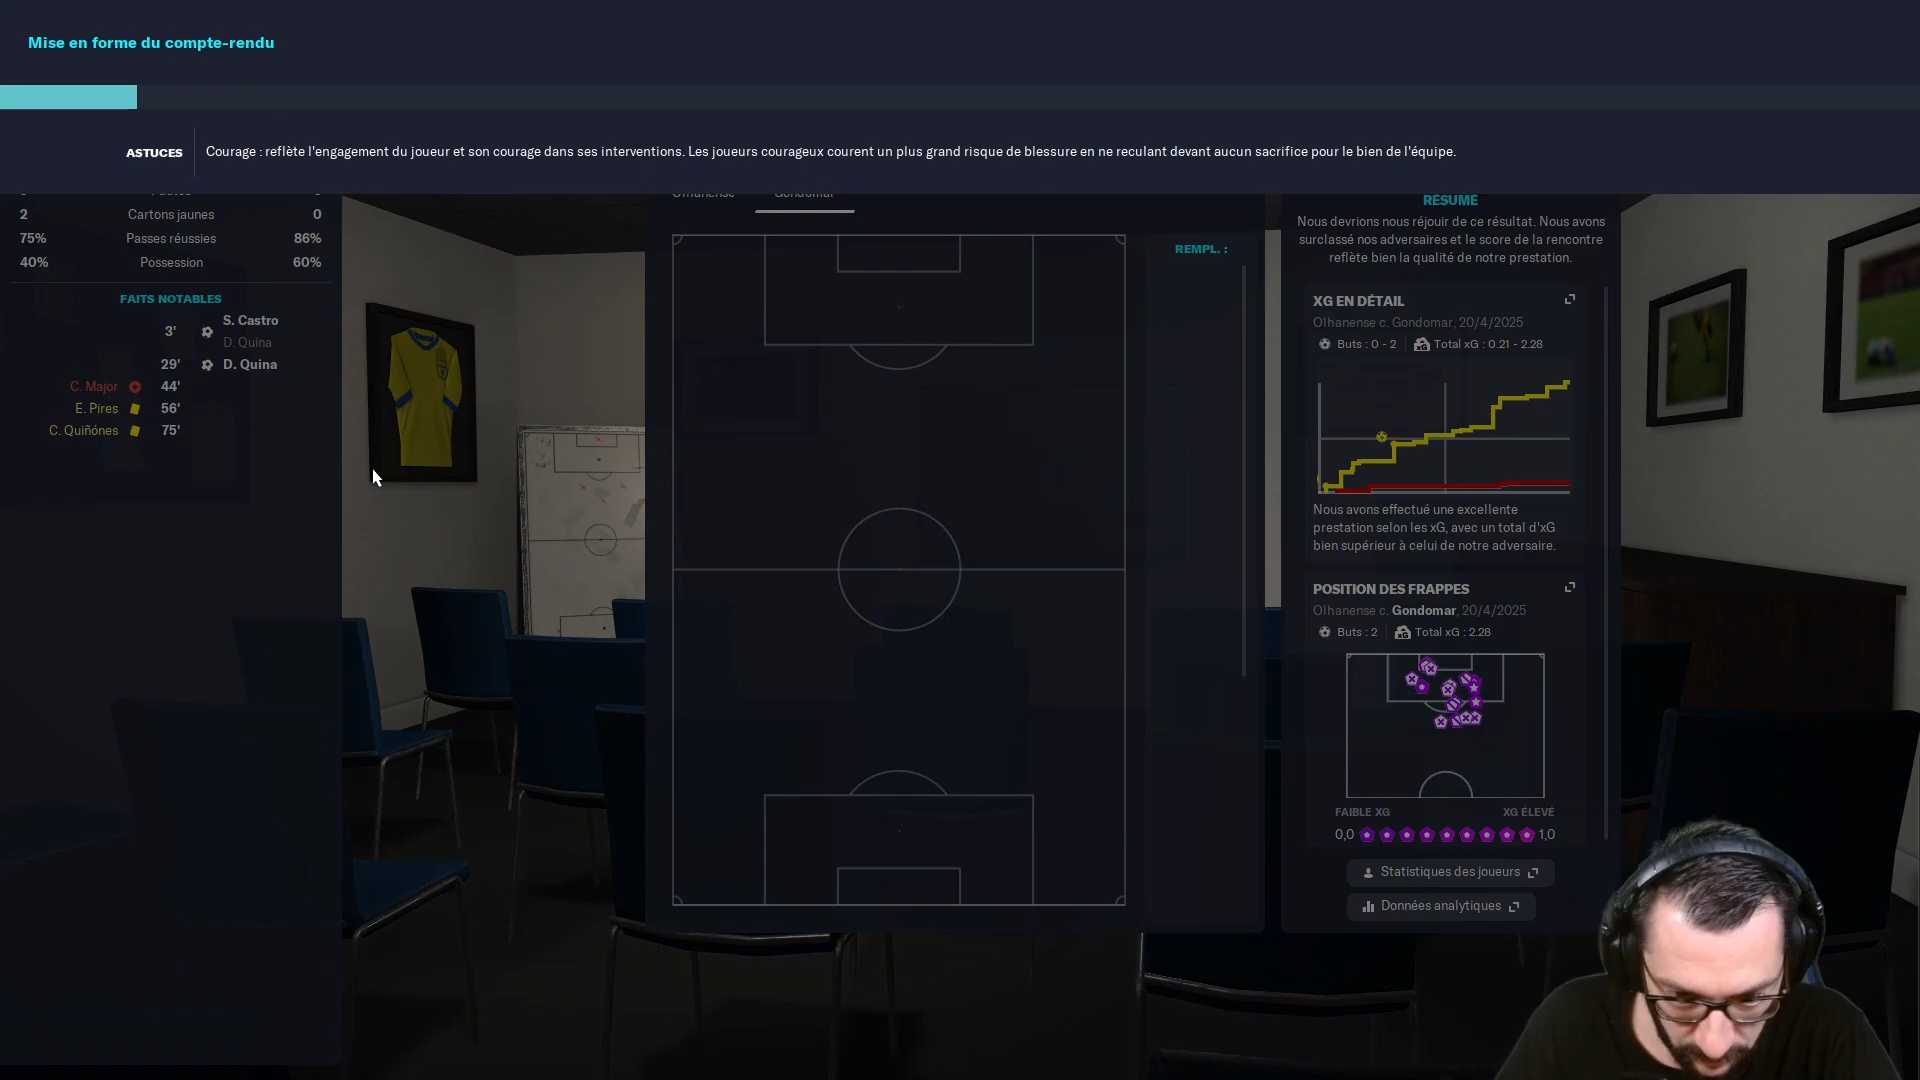 Mise en forme du compte-rendu
ASTUCES
Courage : reflète l'engagement du joueur et son courage dans ses interventions. Les joueurs courageux courent un plus grand risque de blessure en ne reculant devant aucun sacrifice pour le bien de l'équipe.
2 Cartons jaunes 0
75% Passes réussies 86%
40% Possession 60%
FAITS NOTABLES
3' S. Castro
D. Quina
29' D. Quina
C. Major 44'
E. Pires 56'
C. Quiñónes 75'
Olhanense Gondomar
REMPL. :
RÉSUMÉ
Nous devrions nous réjouir de ce résultat. Nous avons
surclassé nos adversaires et le score de la rencontre
reflète bien la qualité de notre prestation.
XG EN DÉTAIL
Olhanense c. Gondomar, 20/4/2025
Buts : 0 - 2 xG Total xG : 0.21 - 2.28
Nous avons effectué une excellente
prestation selon les xG, avec un total d'xG
bien supérieur à celui de notre adversaire.
POSITION DES FRAPPES
Olhanense c. Gondomar, 20/4/2025
Buts : 2 xG Total xG : 2.28
FAIBLE XG XG ÉLEVÉ
0,0 1,0
Statistiques des joueurs
Données analytiques